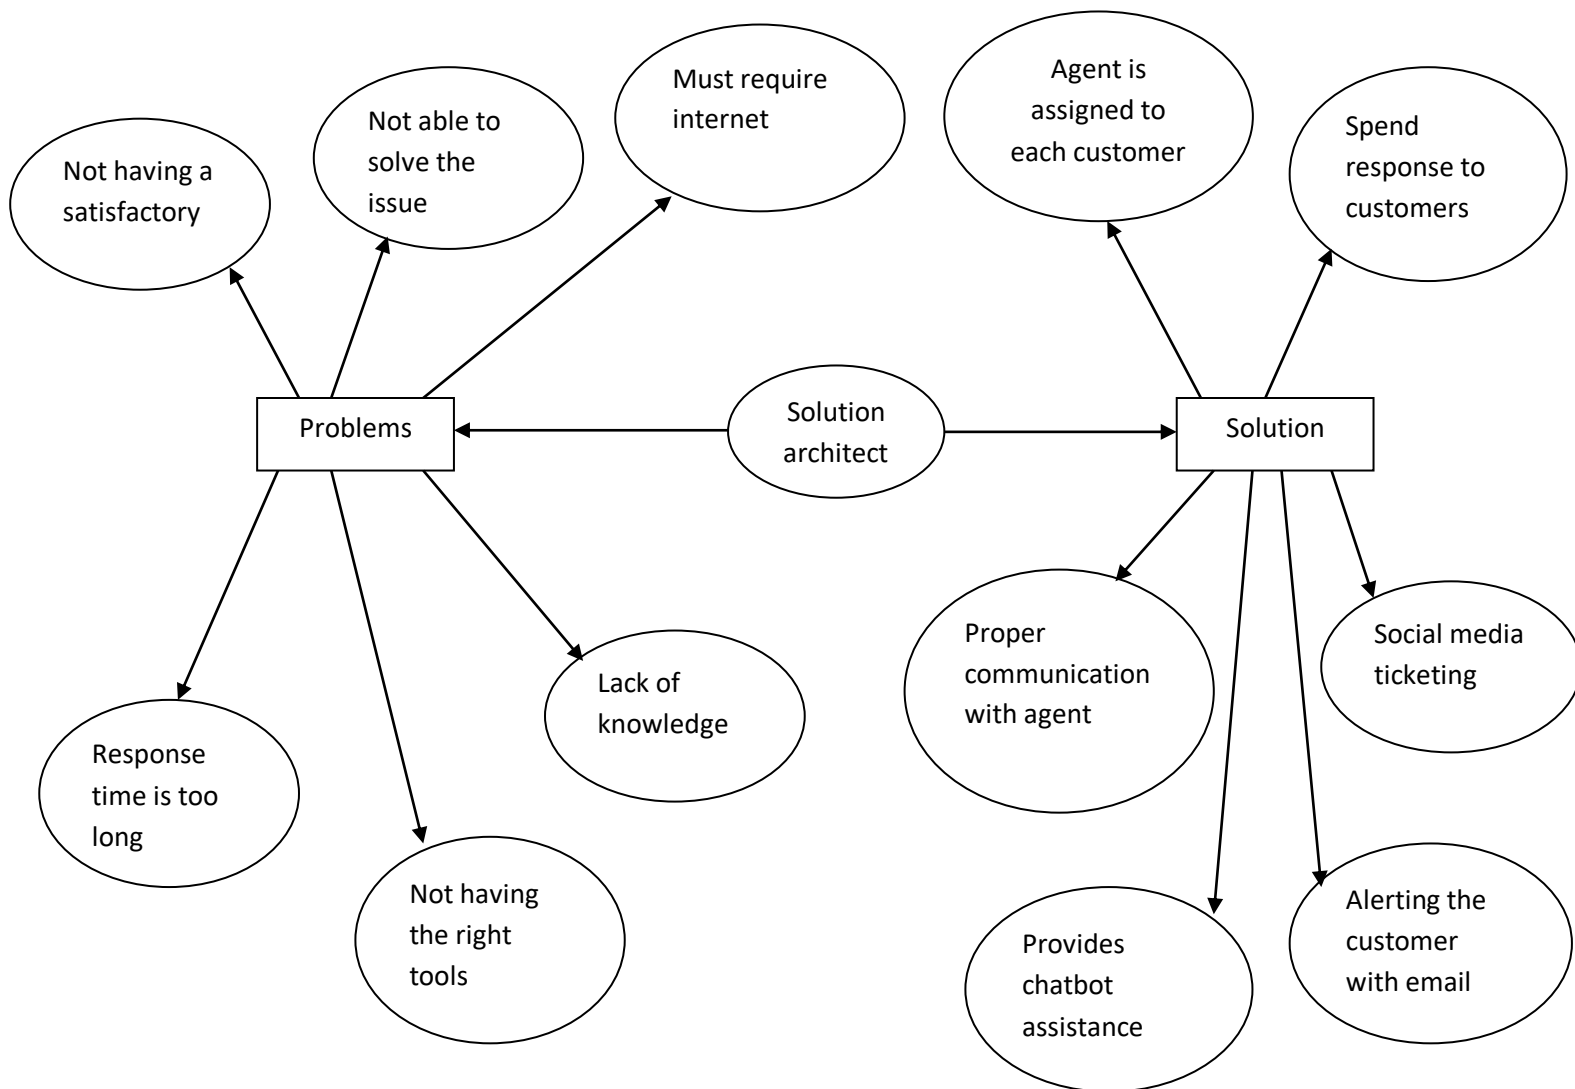 Not having a
satisfactory
Not able to
solve the
issue
Must require
internet
Agent is
assigned to
each customer
Spend
response to
customers
Problems
Solution
architect
Solution
Response
time is too
long
Not having
the right
tools
Lack of
knowledge
Proper
communication
with agent
Social media
ticketing
Provides
chatbot
assistance
Alerting the
customer
with email